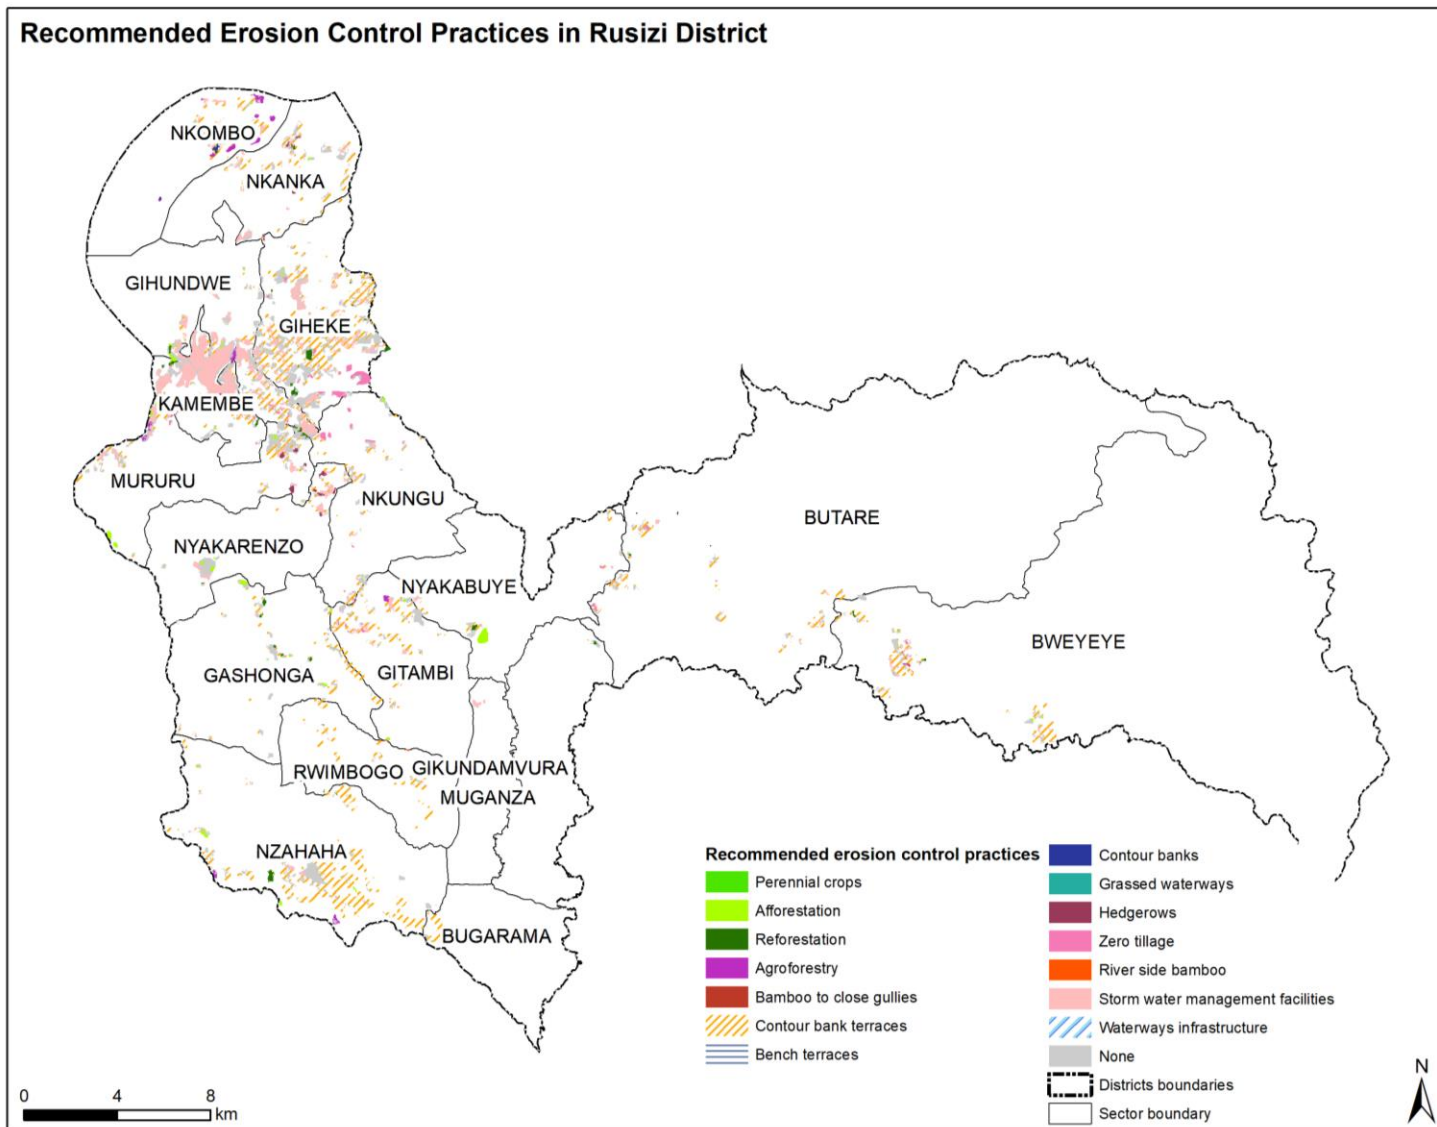 Recommended Erosion Control Practices in Rusizi District
NKOMBO
NKANKA
GIHUNDWE
GIHEKE
KAMEMBE
MURURU
NKUNGU
BUTARE
NYAKARENZO
NYAKABUYE
BWEYEYE
GASHONGA
GITAMBI
RWIMBOGO
GIKUNDAMVURA
MUGANZA
NZAHAHA
BUGARAMA
Recommended erosion control practices
Perennial crops
Afforestation
Reforestation
Agroforestry
Bamboo to close gullies
Contour bank terraces
Bench terraces
Contour banks
Grassed waterways
Hedgerows
Zero tillage
River side bamboo
Storm water management facilities
Waterways infrastructure
None
Districts boundaries
Sector boundary
0 4 8
km
N